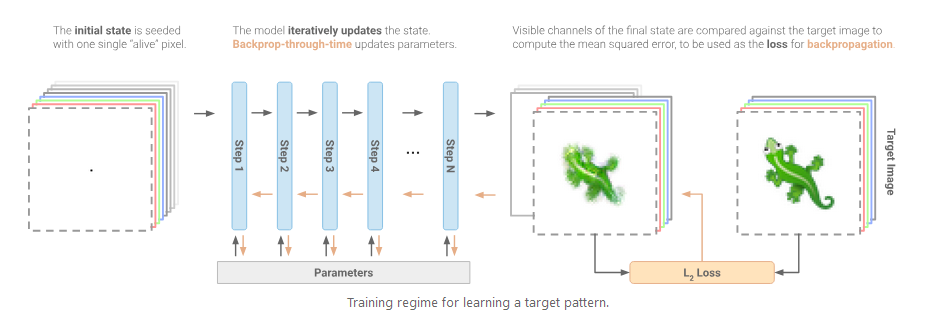 The initial state is seeded
with one single “alive” pixel.
The model iteratively updates the state.
Backprop-through-time updates parameters.
Visible channels of the final state are compared against the target image to
compute the mean squared error, to be used as the loss for backpropagation.
Step 1
Step 2
Step 3
Step 4
...
Step N
Target Image
Parameters
L2 Loss
Training regime for learning a target pattern.